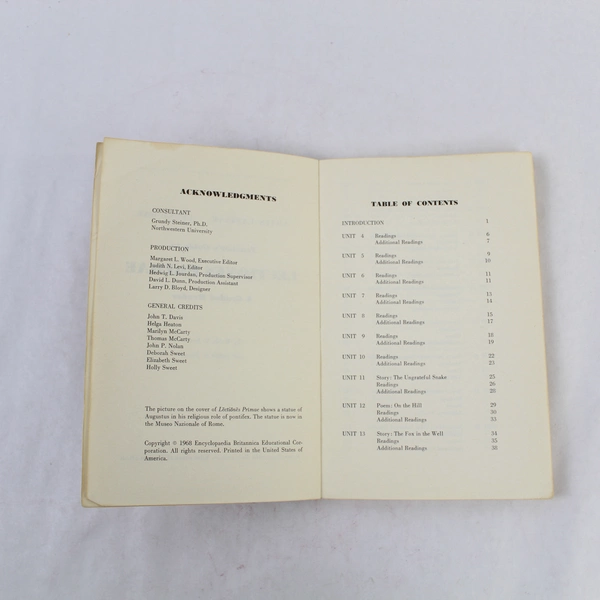 ACKNOWLEDGMENTS
CONSULTANT
Grundy Steiner, Ph.D.
Northwestern University
PRODUCTION
Margaret L. Wood, Executive Editor
Judith N. Levi, Editor
Hedwig L. Jourdan, Production Supervisor
David L. Dunn, Production Assistant
Larry D. Bloyd, Designer
GENERAL CREDITS
John T. Davis
Helga Heaton
Marilyn McCarty
Thomas McCarty
John P. Nolan
Deborah Sweet
Elizabeth Sweet
Holly Sweet
The picture on the cover of Lēctiōnēs Prīmae shows a statue of
Augustus in his religious role of pontifex. The statue is now in
the Museo Nazionale of Rome.
Copyright © 1968 Encyclopaedia Britannica Educational Cor-
poration. All rights reserved. Printed in the United States of
America.
TABLE OF CONTENTS
INTRODUCTION 1
UNIT 4 Readings 6
Additional Readings 7
UNIT 5 Readings 9
Additional Readings 10
UNIT 6 Readings 11
Additional Readings 11
UNIT 7 Readings 13
Additional Readings 14
UNIT 8 Readings 15
Additional Readings 17
UNIT 9 Readings 18
Additional Readings 19
UNIT 10 Readings 22
Additional Readings 23
UNIT 11 Story: The Ungrateful Snake 25
Readings 26
Additional Readings 28
UNIT 12 Poem: On the Hill 29
Readings 30
Additional Readings 33
UNIT 13 Story: The Fox in the Well 34
Readings 35
Additional Readings 38